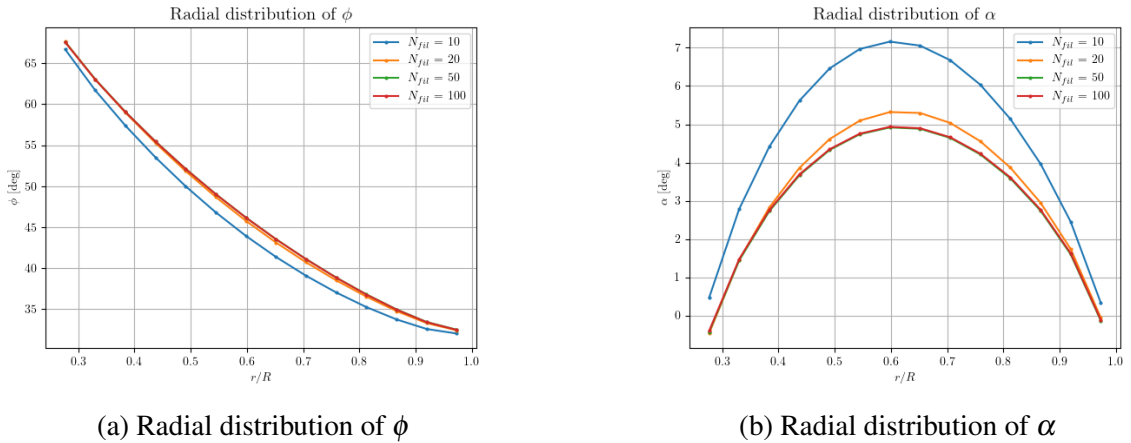 Radial distribution of ϕ
N_fil = 10
N_fil = 20
N_fil = 50
N_fil = 100
65
60
55
50
45
40
35
ϕ [deg]
0.3 0.4 0.5 0.6 0.7 0.8 0.9 1.0
r/R
(a) Radial distribution of ϕ
Radial distribution of α
N_fil = 10
N_fil = 20
N_fil = 50
N_fil = 100
7
6
5
4
3
2
1
0
α [deg]
0.3 0.4 0.5 0.6 0.7 0.8 0.9 1.0
r/R
(b) Radial distribution of α